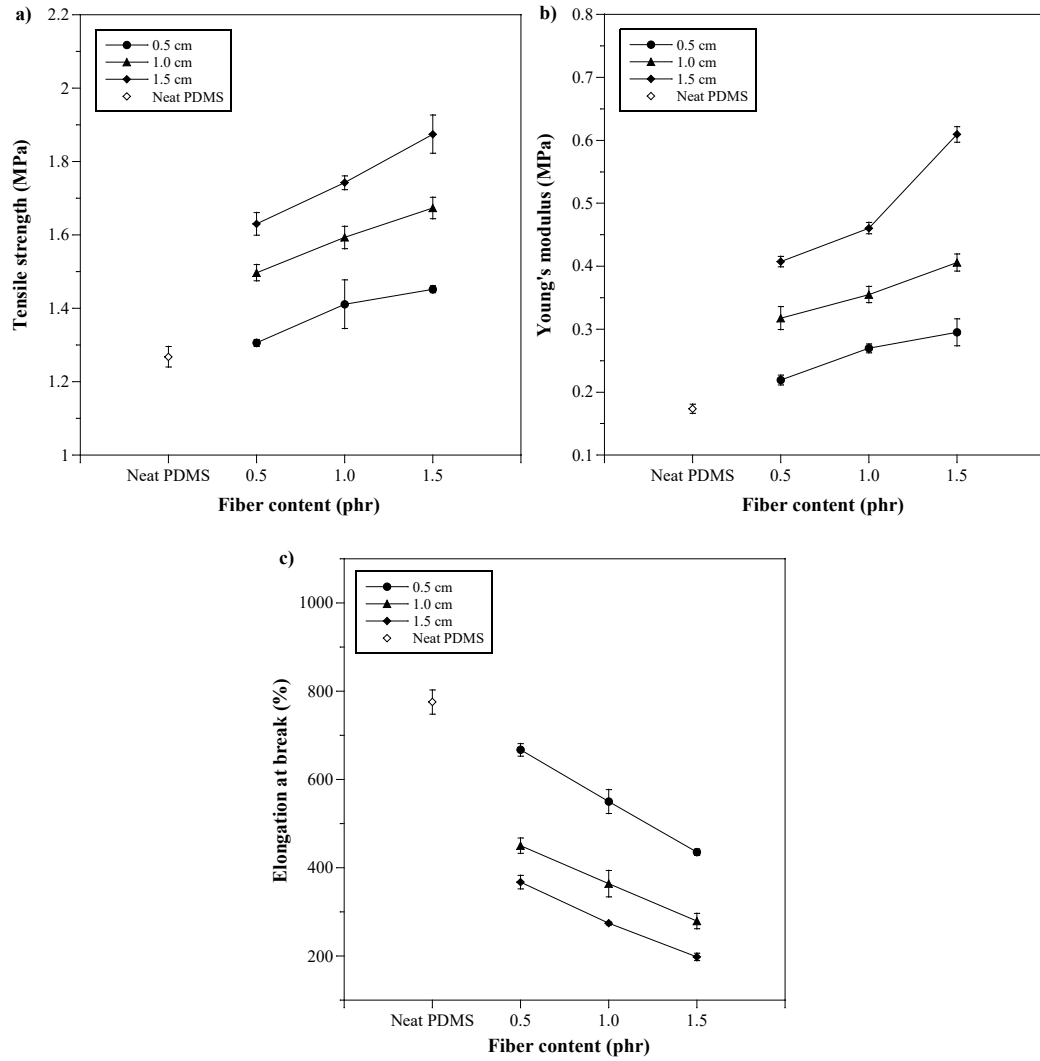 a)
2.2
2
1.8
1.6
1.4
1.2
1
Tensile strength (MPa)
0.5 cm
1.0 cm
1.5 cm
Neat PDMS
Neat PDMS 0.5 1.0 1.5
Fiber content (phr)
b)
0.8
0.7
0.6
0.5
0.4
0.3
0.2
0.1
Young's modulus (MPa)
0.5 cm
1.0 cm
1.5 cm
Neat PDMS
Neat PDMS 0.5 1.0 1.5
Fiber content (phr)
c)
1000
800
600
400
200
Elongation at break (%)
0.5 cm
1.0 cm
1.5 cm
Neat PDMS
Neat PDMS 0.5 1.0 1.5
Fiber content (phr)